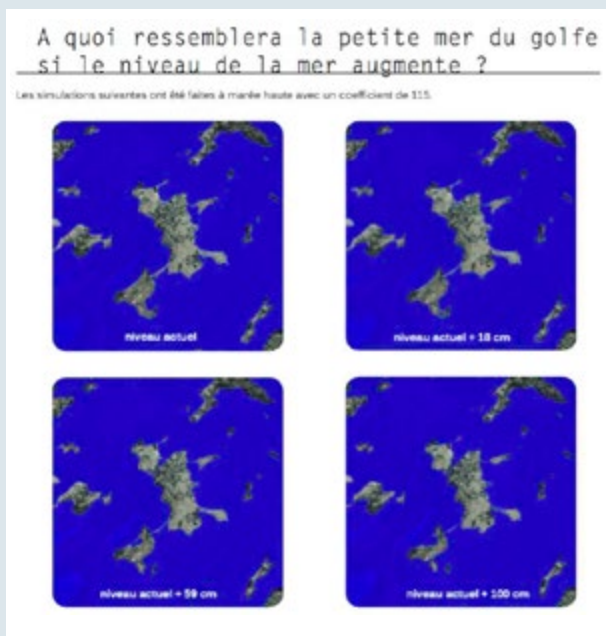 A quoi ressemblera la petite mer du golfe
si le niveau de la mer augmente ?
Les simulations suivantes ont été faites à marée haute avec un coefficient de 115.
niveau actuel
niveau actuel + 18 cm
niveau actuel + 59 cm
niveau actuel + 100 cm